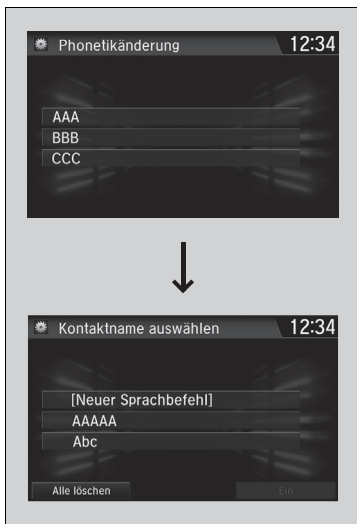 Phonetikänderung 12:34
AAA
BBB
CCC
Kontaktname auswählen 12:34
[Neuer Sprachbefehl]
AAAAA
Abc
Alle löschen Ein